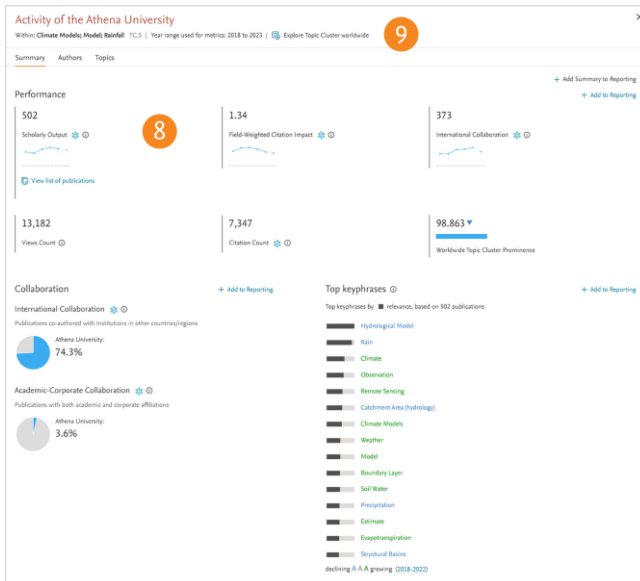 Activity of the Athena University
Within: Climate Models; Model; Rainfall TC.5 | Year range used for metrics: 2018 to 2023 | Explore Topic Cluster worldwide
9
Summary Authors Topics
+ Add Summary to Reporting
Performance
+ Add to Reporting
502
Scholarly Output
8
View list of publications
1.34
Field-Weighted Citation Impact
373
International Collaboration
13,182
Views Count
7,347
Citation Count
98.863
Worldwide Topic Cluster Prominence
Collaboration
+ Add to Reporting
International Collaboration
Publications co-authored with Institutions in other countries/regions
Athena University:
74.3%
Academic-Corporate Collaboration
Publications with both academic and corporate affiliations
Athena University:
3.6%
Top keyphrases
+ Add to Reporting
Top keyphrases by relevance, based on 502 publications
Hydrological Model
Rain
Climate
Observation
Remote Sensing
Catchment Area (hydrology)
Climate Models
Weather
Model
Boundary Layer
Soil Water
Precipitation
Estimate
Evapotranspiration
Structural Basins
declining A A A growing (2018-2022)